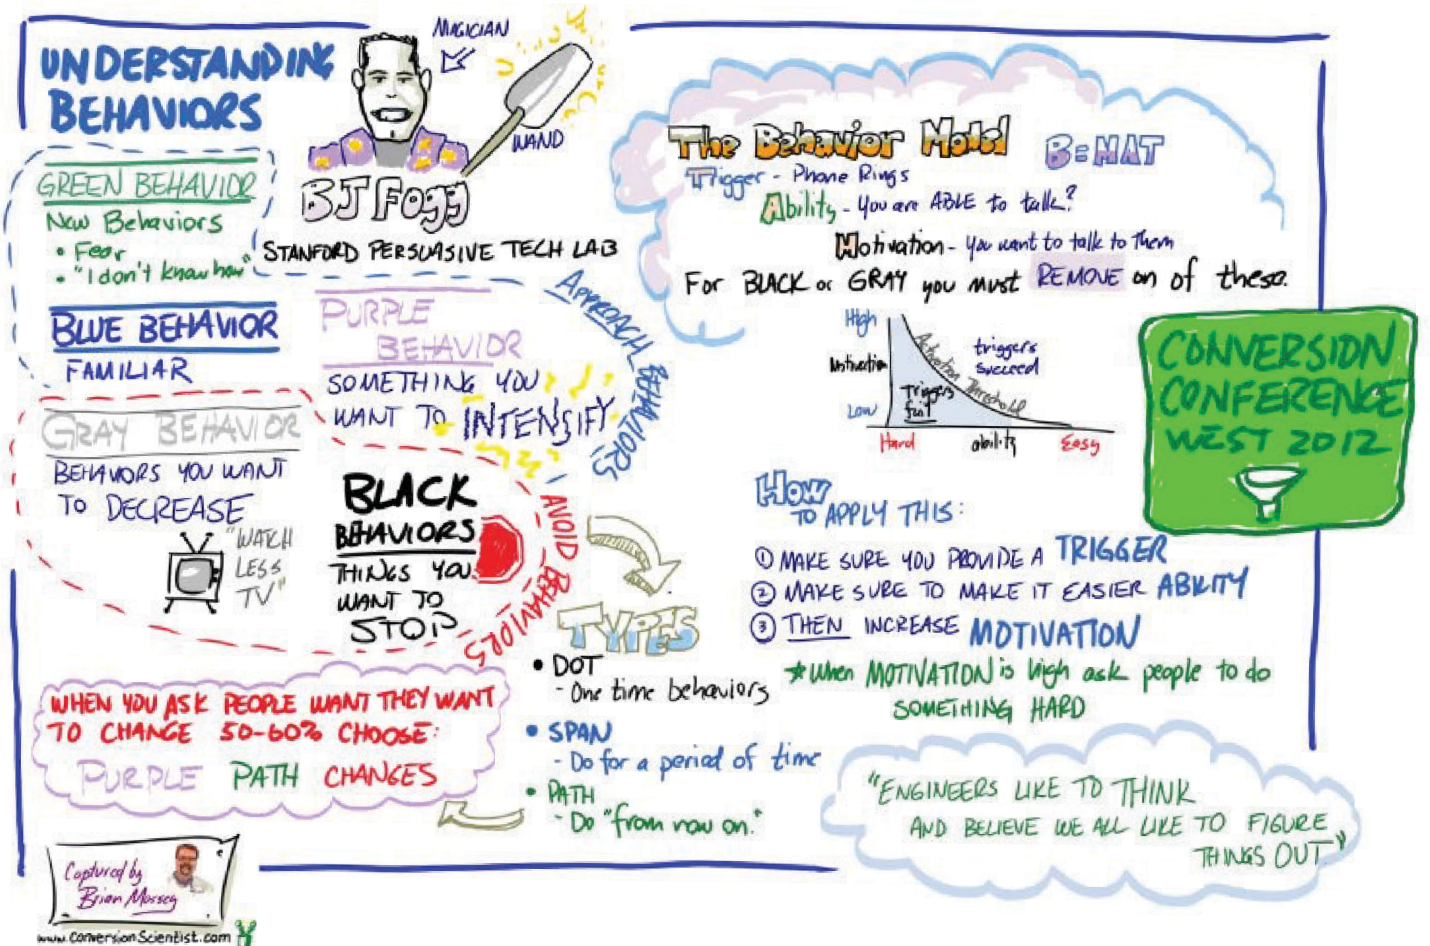 UNDERSTANDING
BEHAVIORS
MAGICIAN
WAND
BJ Fogg
STANFORD PERSUASIVE TECH LAB
GREEN BEHAVIOR
New Behaviors
• Fear
• "I don't know how"
BLUE BEHAVIOR
FAMILIAR
PURPLE
BEHAVIOR
SOMETHING YOU
WANT TO INTENSIFY
APPROACH BEHAVIORS
GRAY BEHAVIOR
BEHAVIORS YOU WANT
TO DECREASE
"WATCH
LESS
TV"
BLACK
BEHAVIORS
THINGS YOU
WANT TO
STOP
AVOID BEHAVIORS
WHEN YOU ASK PEOPLE WANT THEY WANT
TO CHANGE 50-60% CHOOSE:
PURPLE PATH CHANGES
TYPES
• DOT
- One time behaviors
• SPAN
- Do for a period of time
• PATH
- Do "from now on."
The Behavior Model B=MAT
Trigger - Phone Rings
Ability - You are ABLE to talk?
Motivation - You want to talk to them
For BLACK or GRAY you must REMOVE on of these.
High
Motivation
Low
Activation Threshold
triggers
succeed
Triggers
fail
Hard
ability
Easy
CONVERSION
CONFERENCE
WEST 2012
HOW
TO APPLY THIS:
① MAKE SURE YOU PROVIDE A TRIGGER
② MAKE SURE TO MAKE IT EASIER ABILITY
③ THEN INCREASE MOTIVATION
* When MOTIVATION is high ask people to do
SOMETHING HARD
"ENGINEERS LIKE TO THINK
AND BELIEVE WE ALL LIKE TO FIGURE
THINGS OUT"
Captured by
Brian Massey
www.ConversionScientist.com